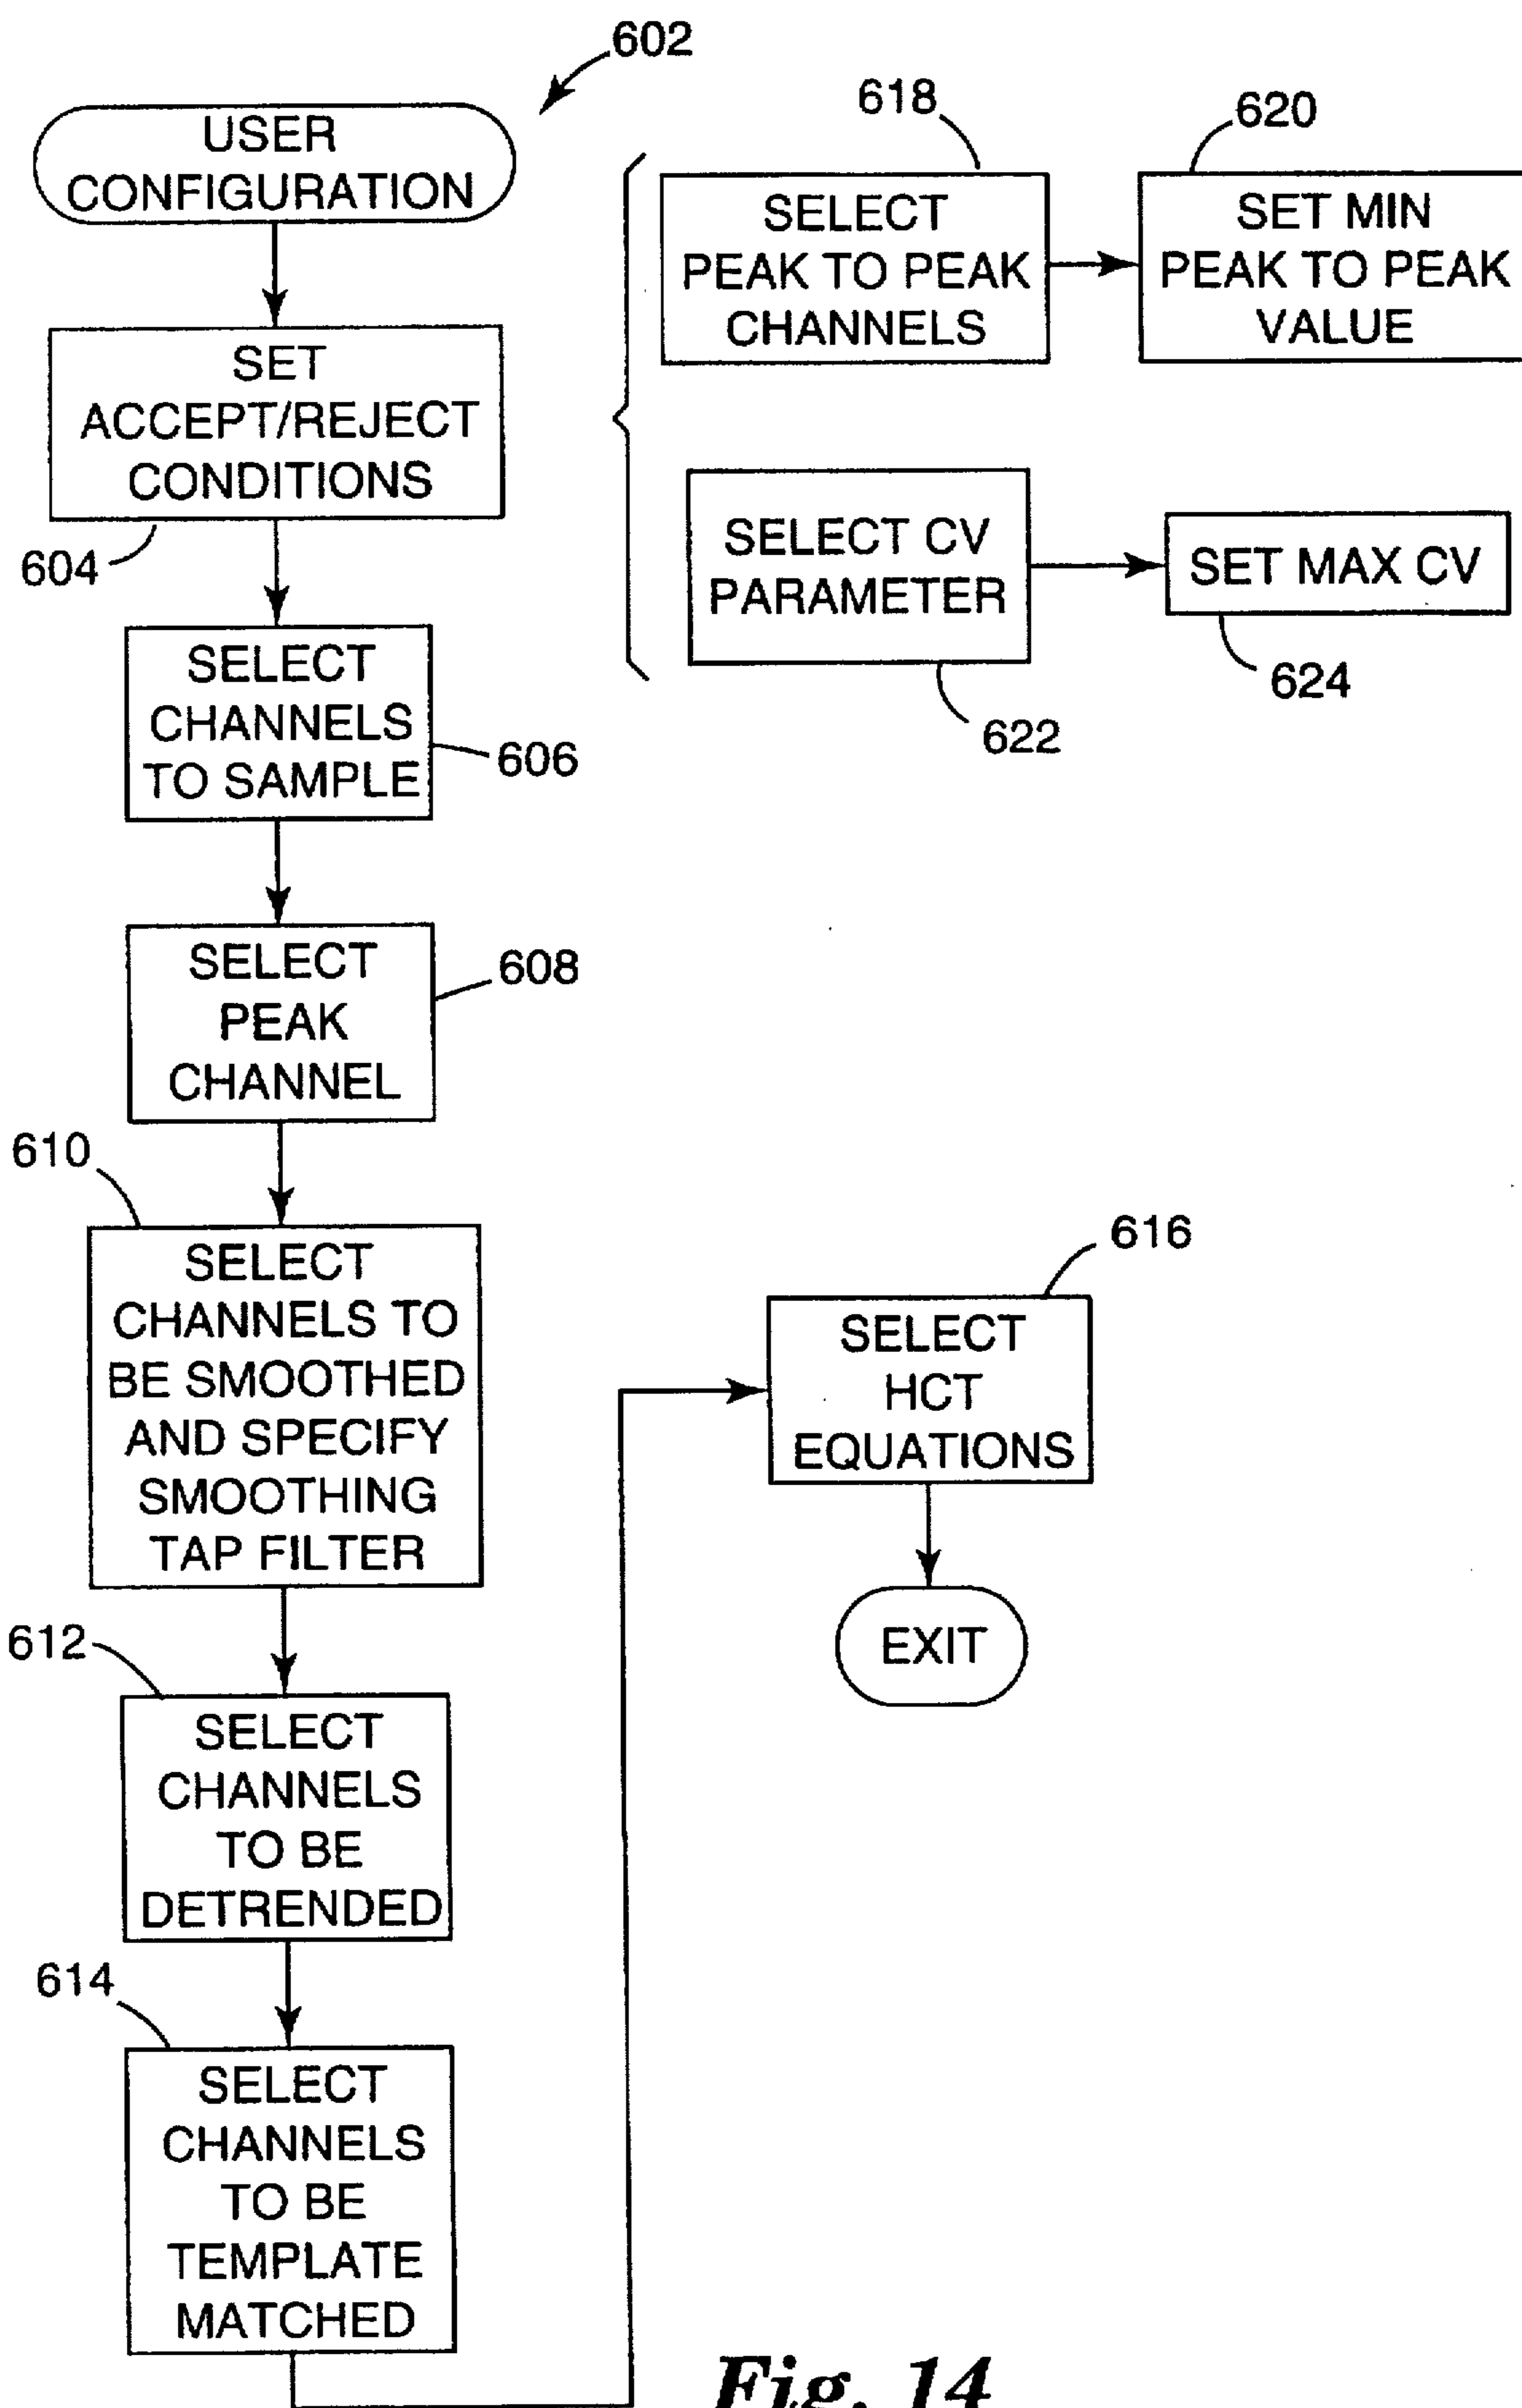 602
USER
CONFIGURATION
SET
ACCEPT/REJECT
CONDITIONS
604
618
SELECT
PEAK TO PEAK
CHANNELS
620
SET MIN
PEAK TO PEAK
VALUE
SELECT CV
PARAMETER
622
SET MAX CV
624
SELECT
CHANNELS
TO SAMPLE
606
SELECT
PEAK
CHANNEL
608
610
SELECT
CHANNELS TO
BE SMOOTHED
AND SPECIFY
SMOOTHING
TAP FILTER
612
SELECT
CHANNELS
TO BE
DETRENDED
614
SELECT
CHANNELS
TO BE
TEMPLATE
MATCHED
616
SELECT
HCT
EQUATIONS
EXIT
Fig. 14